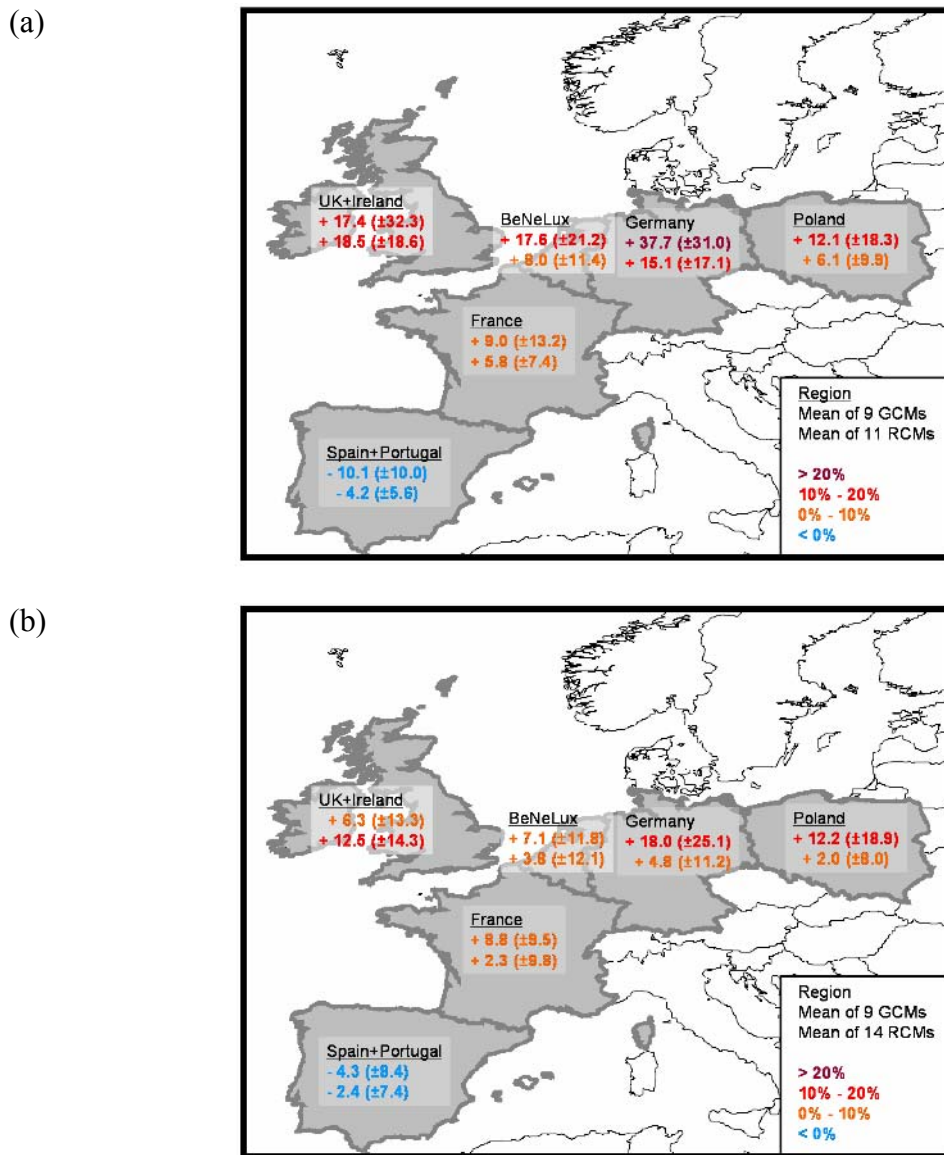 (a)
UK+Ireland
+ 17.4 (±32.3)
+ 18.5 (±18.6)
BeNeLux
+ 17.6 (±21.2)
+ 8.0 (±11.4)
Germany
+ 37.7 (±31.0)
+ 15.1 (±17.1)
Poland
+ 12.1 (±18.3)
+ 6.1 (±9.9)
France
+ 9.0 (±13.2)
+ 5.8 (±7.4)
Spain+Portugal
- 10.1 (±10.0)
- 4.2 (±5.6)
Region
Mean of 9 GCMs
Mean of 11 RCMs
> 20%
10% - 20%
0% - 10%
< 0%
(b)
UK+Ireland
+ 6.3 (±13.3)
+ 12.5 (±14.3)
BeNeLux
+ 7.1 (±11.8)
+ 3.8 (±12.1)
Germany
+ 18.0 (±25.1)
+ 4.8 (±11.2)
Poland
+ 12.2 (±18.9)
+ 2.0 (±8.0)
France
+ 8.8 (±9.5)
+ 2.3 (±9.8)
Spain+Portugal
- 4.3 (±8.4)
- 2.4 (±7.4)
Region
Mean of 9 GCMs
Mean of 14 RCMs
> 20%
10% - 20%
0% - 10%
< 0%